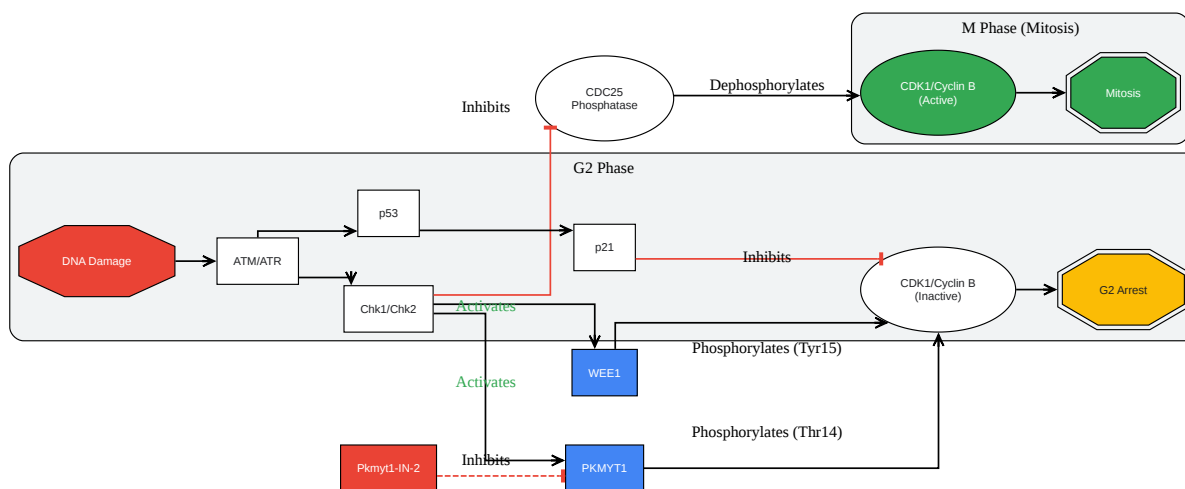 M Phase (Mitosis)
CDC25
Phosphatase
Dephosphorylates
CDK1/Cyclin B
(Active)
Mitosis
Inhibits
G2 Phase
DNA Damage
ATM/ATR
p53
p21
Chk1/Chk2
Inhibits
CDK1/Cyclin B
(Inactive)
G2 Arrest
Activates
Phosphorylates (Tyr15)
WEE1
Activates
Phosphorylates (Thr14)
Pkmyt1-IN-2
Inhibits
PKMYT1